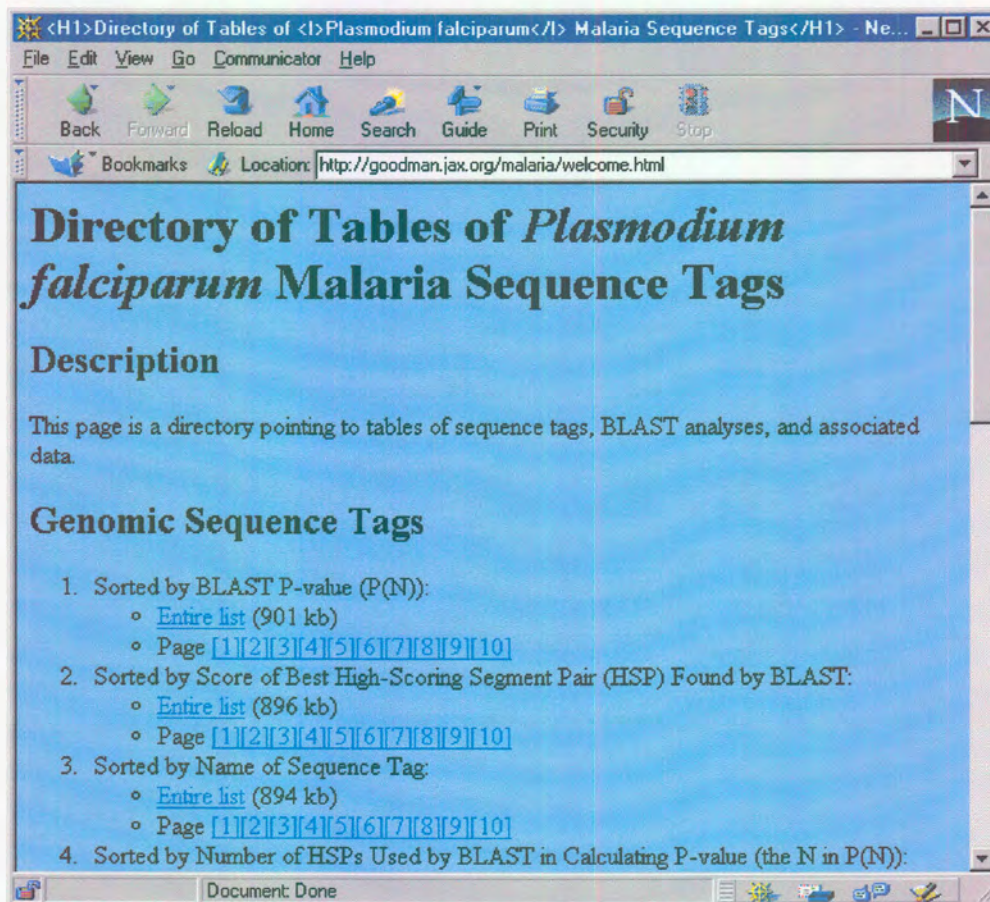 <H1>Directory of Tables of <I>Plasmodium falciparum</I> Malaria Sequence Tags</H1> - Ne...
File Edit View Go Communicator Help
N
Back Forward Reload Home Search Guide Print Security Stop
Bookmarks Location: http://goodman.jax.org/malaria/welcome.html
Directory of Tables of Plasmodium
falciparum Malaria Sequence Tags
Description
This page is a directory pointing to tables of sequence tags, BLAST analyses, and associated
data.
Genomic Sequence Tags
1. Sorted by BLAST P-value (P(N)):
Entire list (901 kb)
Page [1][2][3][4][5][6][7][8][9][10]
2. Sorted by Score of Best High-Scoring Segment Pair (HSP) Found by BLAST:
Entire list (896 kb)
Page [1][2][3][4][5][6][7][8][9][10]
3. Sorted by Name of Sequence Tag:
Entire list (894 kb)
Page [1][2][3][4][5][6][7][8][9][10]
4. Sorted by Number of HSPs Used by BLAST in Calculating P-value (the N in P(N)):
Document: Done